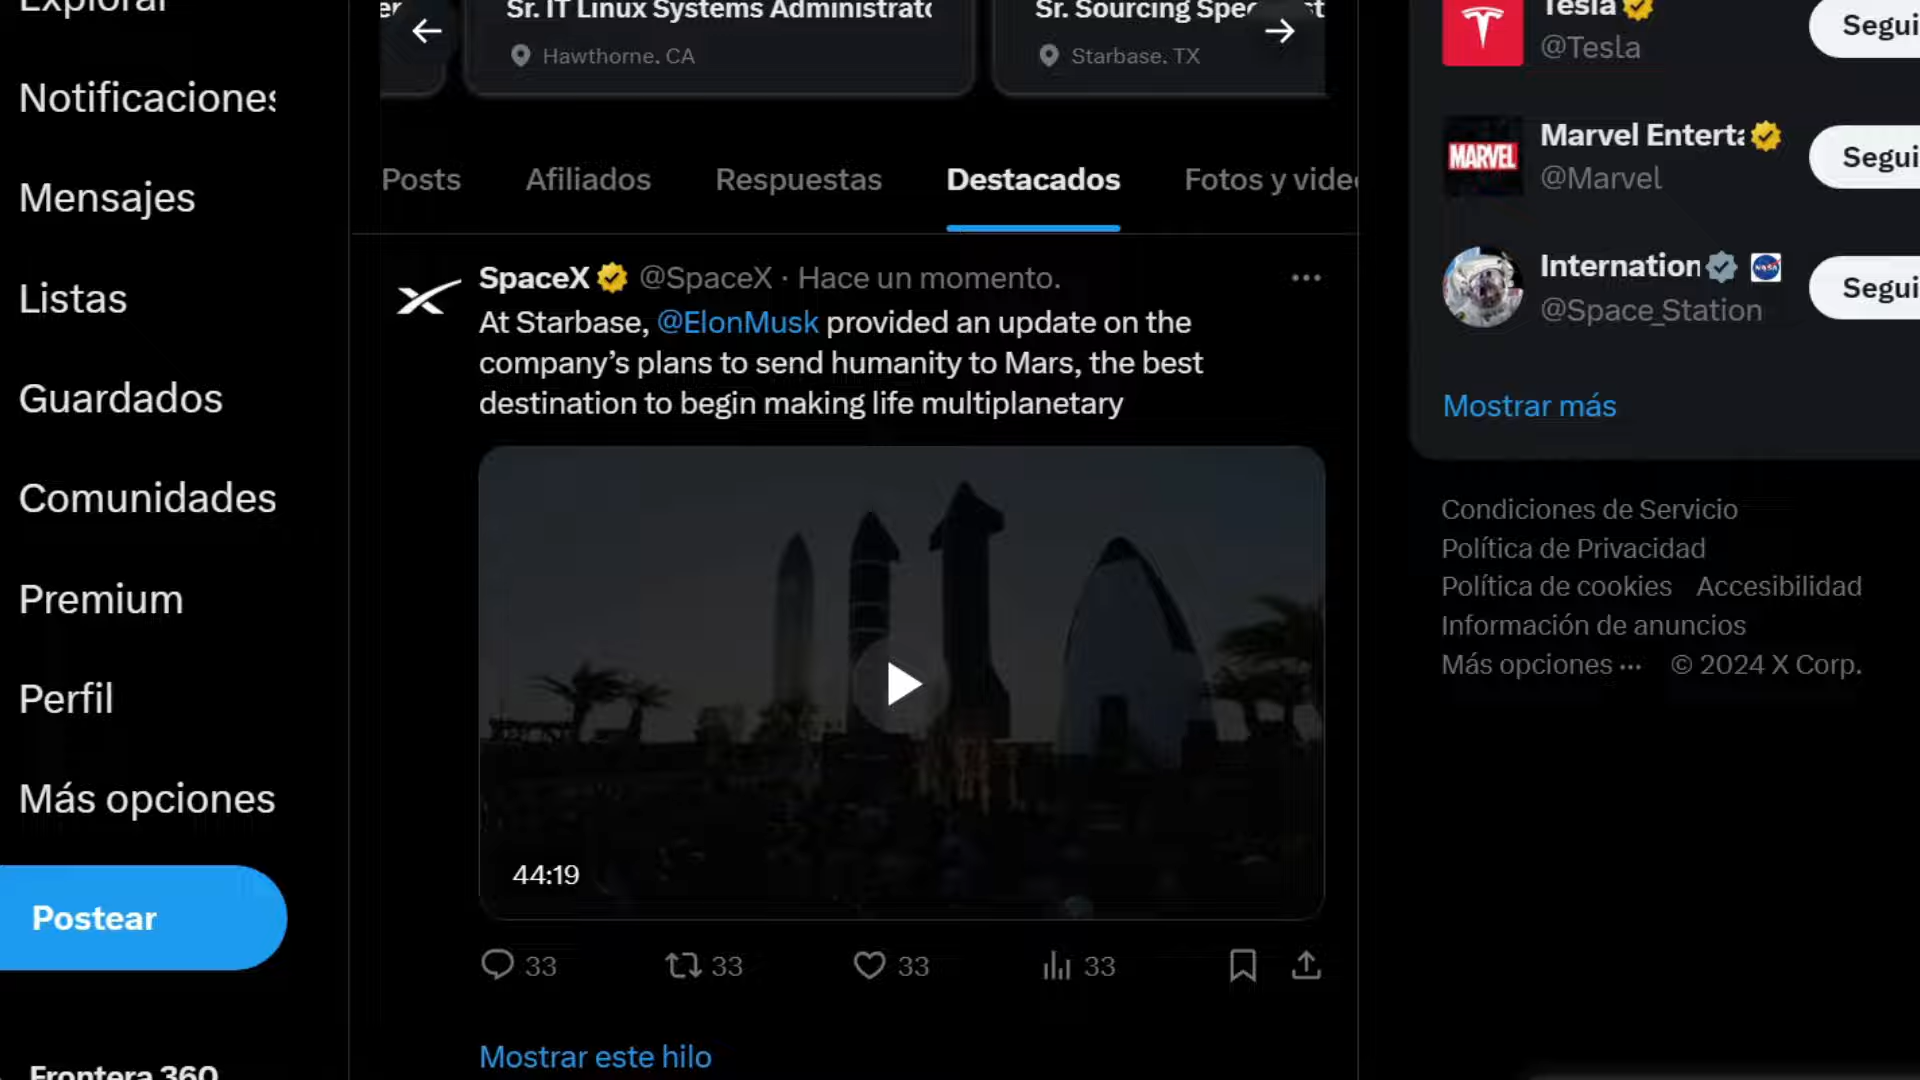 Explorar
Notificaciones
Mensajes
Listas
Guardados
Comunidades
Premium
Perfil
Más opciones
Postear
Frontera 360
Sr. IT Linux Systems Administrato
Hawthorne, CA
Sr. Sourcing
Starbase, TX
Posts Afiliados Respuestas Destacados Fotos y vide
SpaceX @SpaceX · Hace un momento.
At Starbase, @ElonMusk provided an update on the
company’s plans to send humanity to Mars, the best
destination to begin making life multiplanetary
44:19
33 33 33 33
Mostrar este hilo
Tesla
@Tesla
Segui
MARVEL
Marvel Enterta
@Marvel
Segui
Internation
NASA
@Space_Station
Segui
Mostrar más
Condiciones de Servicio
Política de Privacidad
Política de cookies Accesibilidad
Información de anuncios
Más opciones ··· © 2024 X Corp.